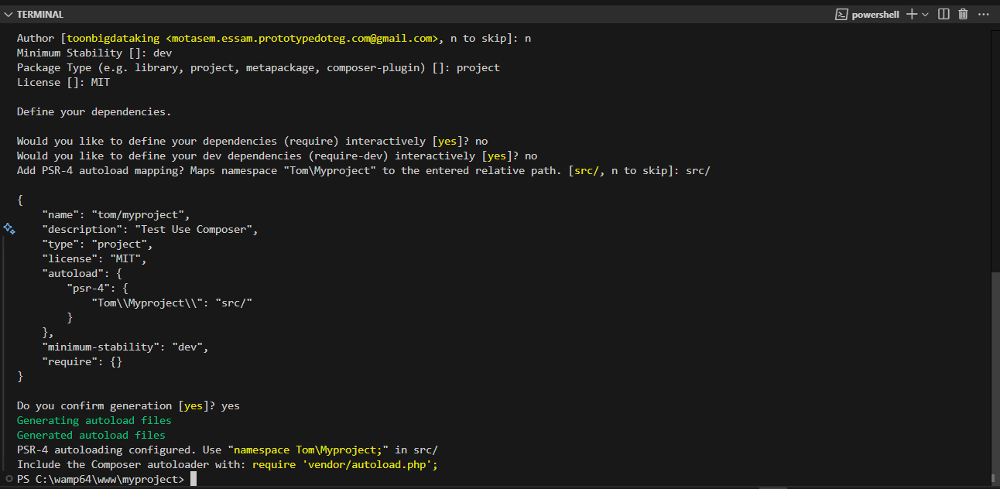 TERMINAL
powershell
Author [toonbigdataking <motasem.essam.prototypedoteg.com@gmail.com>, n to skip]: n
Minimum Stability []: dev
Package Type (e.g. library, project, metapackage, composer-plugin) []: project
License []: MIT
Define your dependencies.
Would you like to define your dependencies (require) interactively [yes]? no
Would you like to define your dev dependencies (require-dev) interactively [yes]? no
Add PSR-4 autoload mapping? Maps namespace "Tom\Myproject" to the entered relative path. [src/, n to skip]: src/
{
    "name": "tom/myproject",
    "description": "Test Use Composer",
    "type": "project",
    "license": "MIT",
    "autoload": {
        "psr-4": {
            "Tom\\Myproject\\": "src/"
        }
    },
    "minimum-stability": "dev",
    "require": {}
}
Do you confirm generation [yes]? yes
Generating autoload files
Generated autoload files
PSR-4 autoloading configured. Use "namespace Tom\Myproject;" in src/
Include the Composer autoloader with: require 'vendor/autoload.php';
PS C:\wamp64\www\myproject>